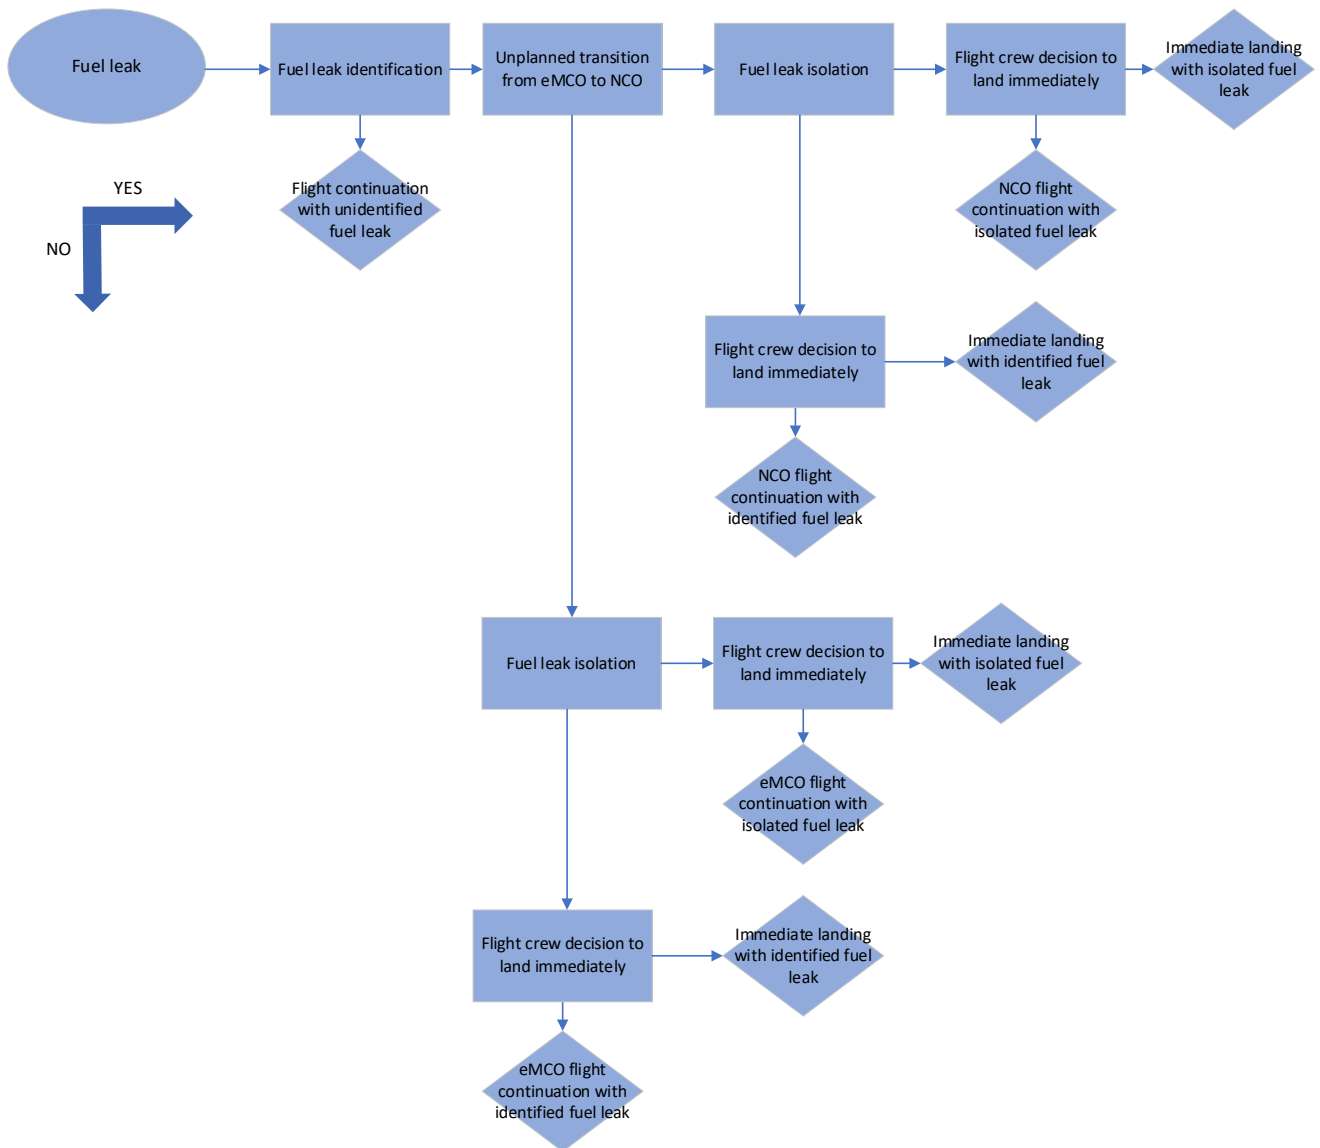 Fuel leak
Fuel leak identification
Unplanned transition
from eMCO to NCO
Fuel leak isolation
Flight crew decision to
land immediately
Immediate landing
with isolated fuel
leak
YES
NO
Flight continuation
with unidentified
fuel leak
NCO flight
continuation with
isolated fuel leak
Flight crew decision to
land immediately
Immediate landing
with identified fuel
leak
NCO flight
continuation with
identified fuel leak
Fuel leak isolation
Flight crew decision to
land immediately
Immediate landing
with isolated fuel
leak
eMCO flight
continuation with
isolated fuel leak
Flight crew decision to
land immediately
Immediate landing
with identified fuel
leak
eMCO flight
continuation with
identified fuel leak